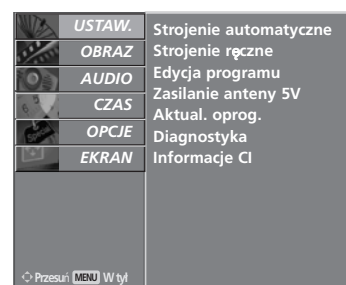 USTAW.
OBRAZ
AUDIO
CZAS
OPCJE
EKRAN
Strojenie automatyczne
Strojenie ręczne
Edycja programu
Zasilanie anteny 5V
Aktual. oprog.
Diagnostyka
Informacje CI
Przesuń MENU W tył